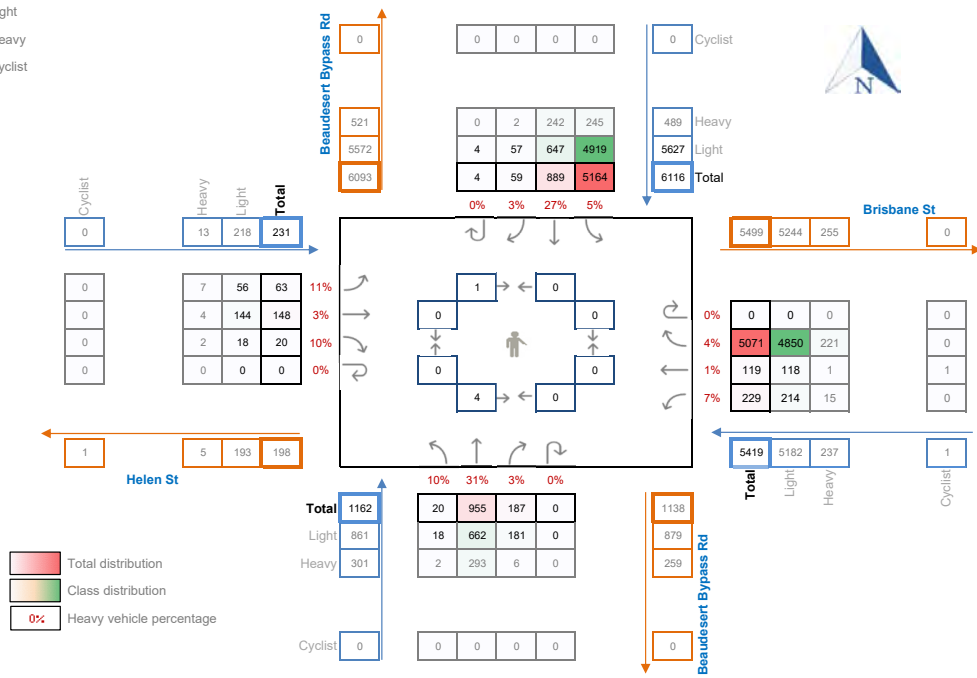 ght
eavy
yclist
Beaudesert Bypass Rd
0 0 0 0 0 0 Cyclist
N
521 0 2 242 245 489 Heavy
5572 4 57 647 4919 5627 Light
6093 4 59 889 5164 6116 Total
0% 3% 27% 5%
Cyclist Heavy Light Total
Brisbane St
0 13 218 231
5499 5244 255 0
0 7 56 63 11%
0 4 144 148 3%
0 2 18 20 10%
0 0 0 0 0%
1 0
0 0
0 0
4 0
0% 0 0 0 0
4% 5071 4850 221 0
1% 119 118 1 1
7% 229 214 15 0
1 5 193 198
5419 5182 237 1
Helen St
Total Light Heavy Cyclist
10% 31% 3% 0%
Total 1162 20 955 187 0 1138
Light 861 18 662 181 0 879
Heavy 301 2 293 6 0 259
Beaudesert Bypass Rd
Total distribution
Class distribution
0% Heavy vehicle percentage
Cyclist 0 0 0 0 0 0